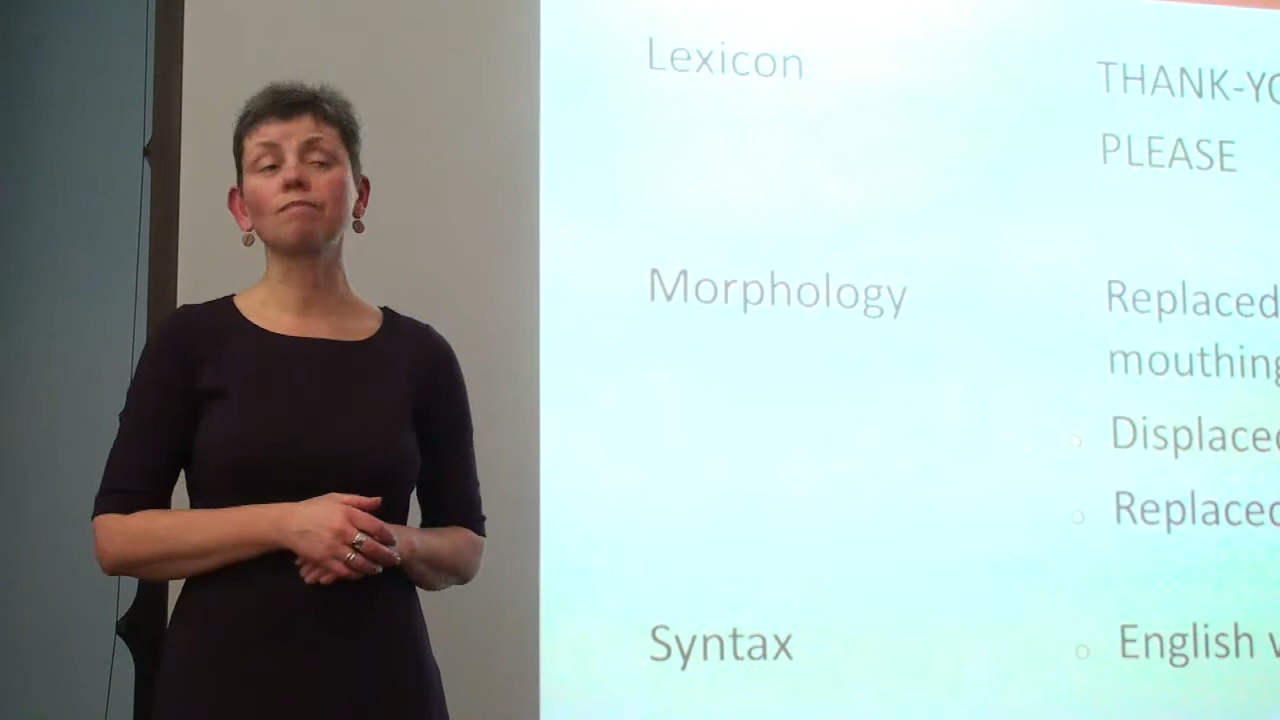 Lexicon
THANK-YO
PLEASE
Morphology
Replaced
mouthing
Displaced
Replaced
Syntax
English